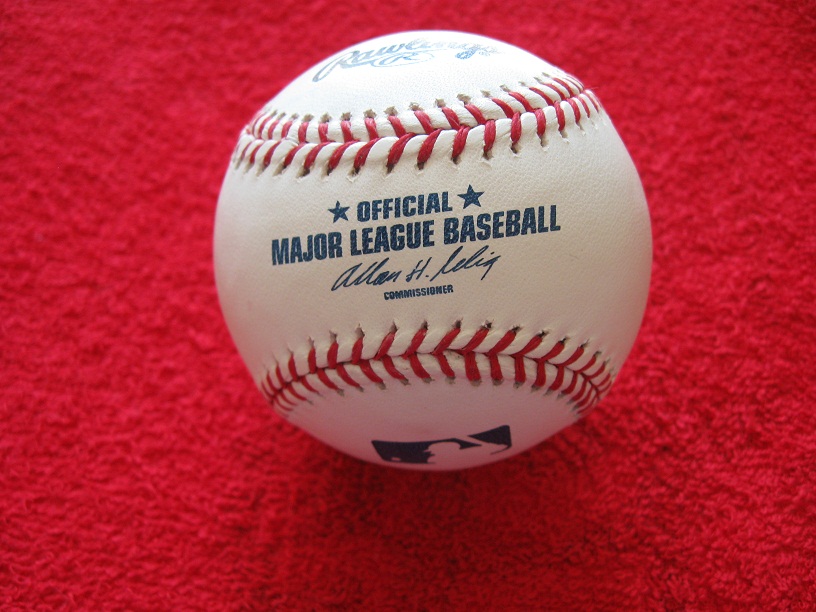 Rawlings
R
★ OFFICIAL ★
MAJOR LEAGUE BASEBALL
Allan H. Selig
COMMISSIONER